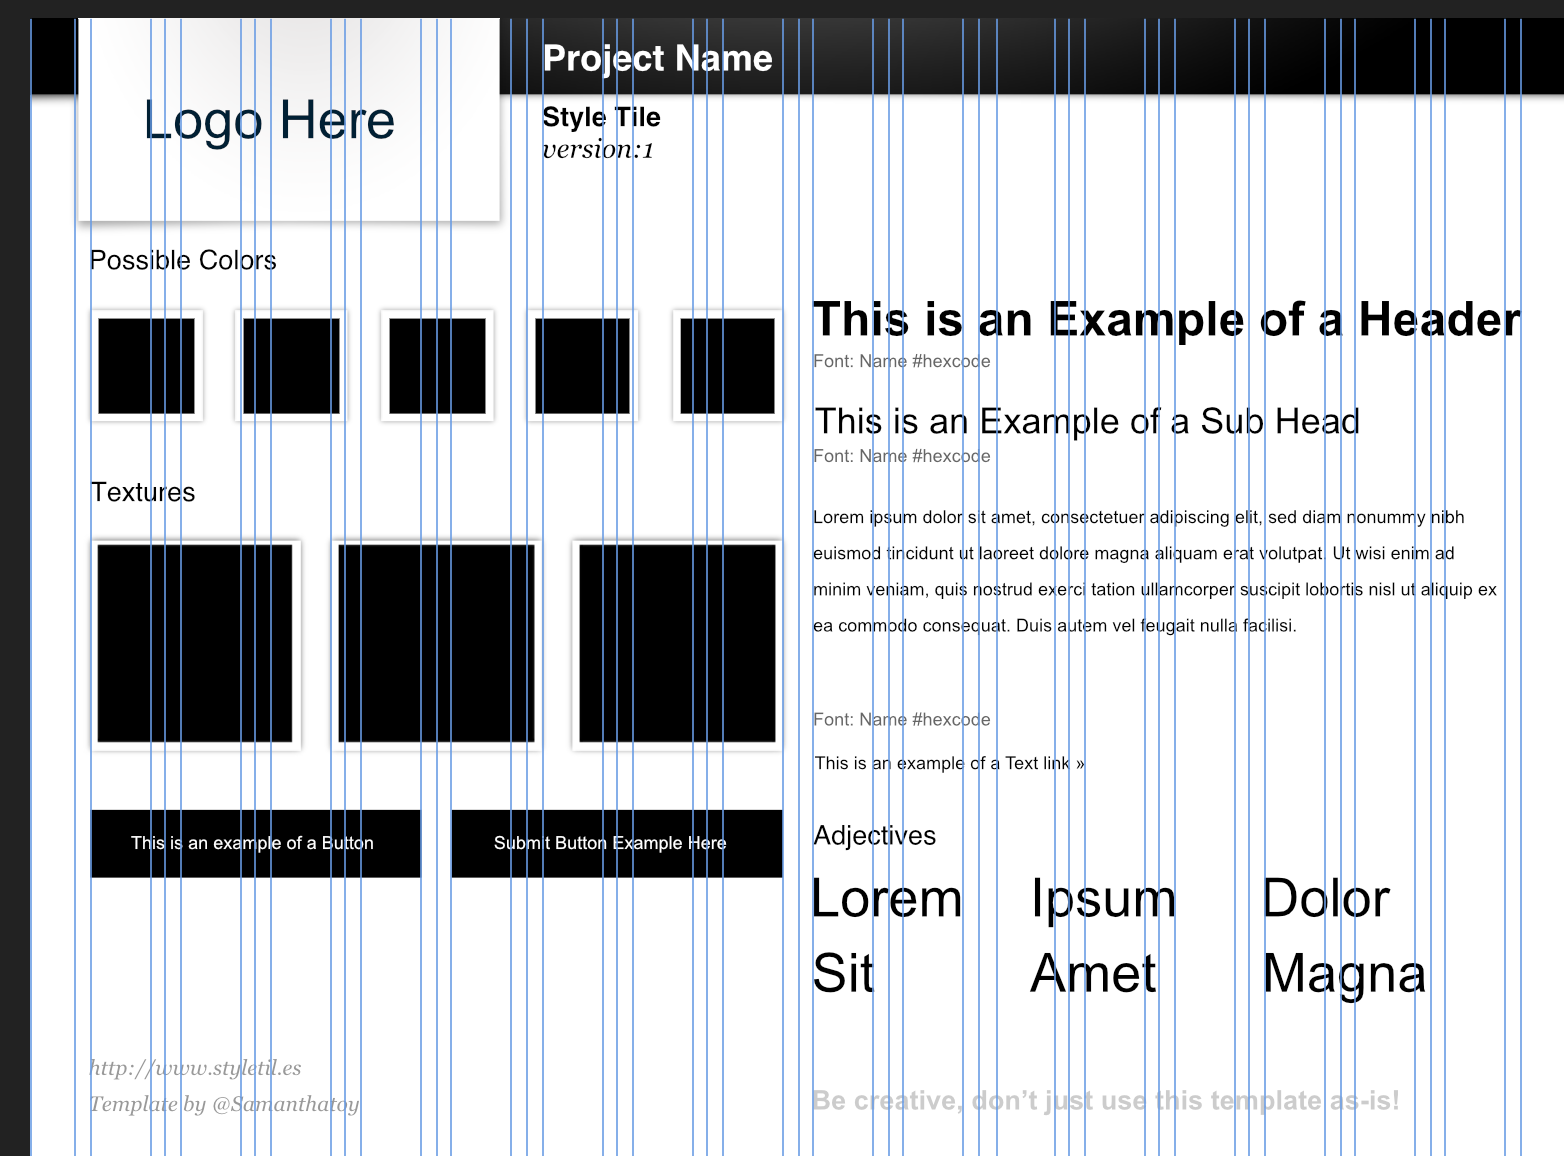 Project Name
Logo Here
Style Tile
version:1
Possible Colors
Textures
This is an example of a Button
Submit Button Example Here
This is an Example of a Header
Font: Name #hexcode
This is an Example of a Sub Head
Font: Name #hexcode
Lorem ipsum dolor sit amet, consectetuer adipiscing elit, sed diam nonummy nibh
euismod tincidunt ut laoreet dolore magna aliquam erat volutpat. Ut wisi enim ad
minim veniam, quis nostrud exerci tation ullamcorper suscipit lobortis nisl ut aliquip ex
ea commodo consequat. Duis autem vel feugait nulla facilisi.
Font: Name #hexcode
This is an example of a Text link »
Adjectives
Lorem Ipsum Dolor
Sit Amet Magna
http://www.styletil.es
Template by @Samanthatoy
Be creative, don’t just use this template as-is!